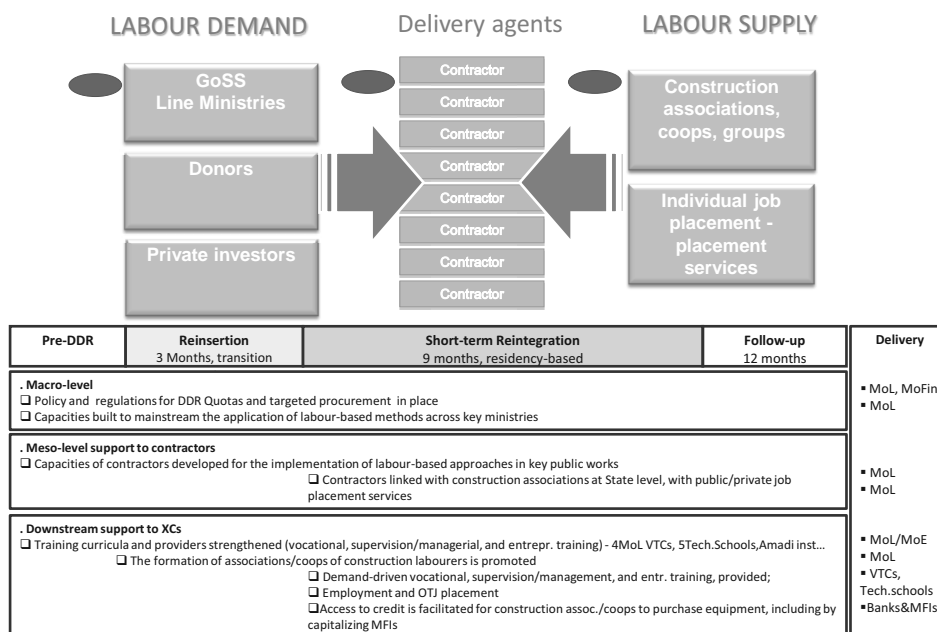 LABOUR DEMAND
Delivery agents
LABOUR SUPPLY
GoSS
Line Ministries
Donors
Private investors
Contractor
Contractor
Contractor
Contractor
Contractor
Contractor
Contractor
Contractor
Construction
associations,
coops, groups
Individual job
placement -
placement
services
Pre-DDR
Reinsertion
3 Months, transition
Short-term Reintegration
9 months, residency-based
Follow-up
12 months
Delivery
. Macro-level
❑ Policy and regulations for DDR Quotas and targeted procurement in place
❑ Capacities built to mainstream the application of labour-based methods across key ministries
▪ MoL, MoFin
▪ MoL
. Meso-level support to contractors
❑ Capacities of contractors developed for the implementation of labour-based approaches in key public works
❑ Contractors linked with construction associations at State level, with public/private job
placement services
▪ MoL
▪ MoL
. Downstream support to XCs
❑ Training curricula and providers strengthened (vocational, supervision/managerial, and entrepr. training) - 4MoL VTCs, 5Tech.Schools,Amadi inst...
❑ The formation of associations/coops of construction labourers is promoted
❑ Demand-driven vocational, supervision/management, and entr. training, provided;
❑ Employment and OTJ placement
❑Access to credit is facilitated for construction assoc./coops to purchase equipment, including by
capitalizing MFIs
▪ MoL/MoE
▪ MoL
▪ VTCs,
Tech.schools
▪Banks&MFIs